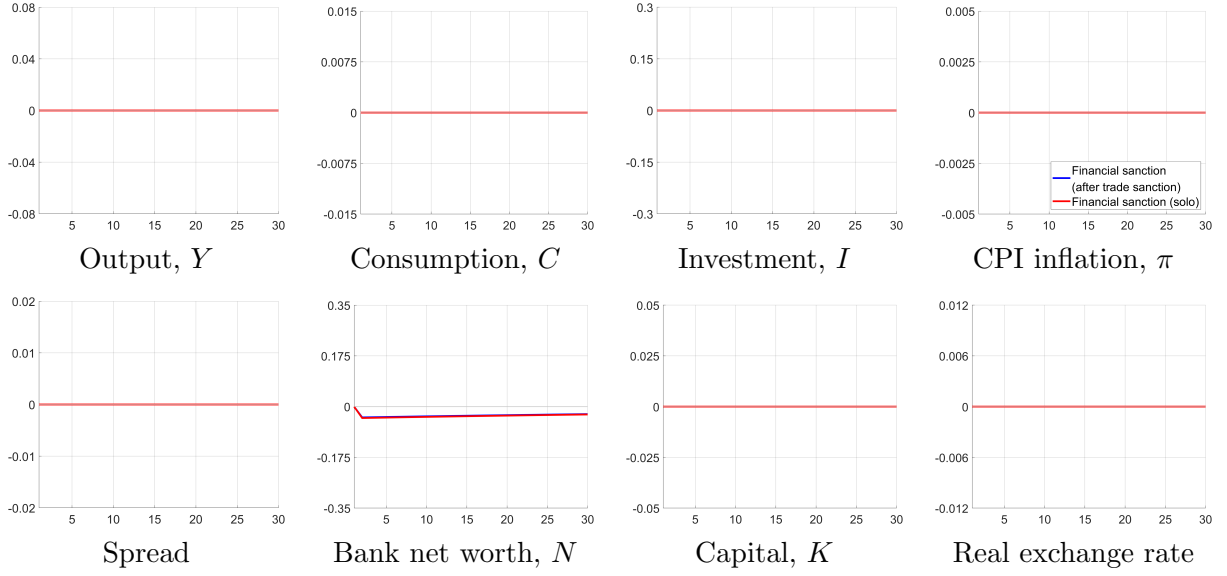 0.08
0.04
0
-0.04
-0.08
5 10 15 20 25 30
Output, Y
0.015
0.0075
0
-0.0075
-0.015
5 10 15 20 25 30
Consumption, C
0.3
0.15
0
-0.15
-0.3
5 10 15 20 25 30
Investment, I
0.005
0.0025
0
-0.0025
-0.005
Financial sanction
(after trade sanction)
Financial sanction (solo)
5 10 15 20 25 30
CPI inflation, π
0.02
0.01
0
-0.01
-0.02
5 10 15 20 25 30
Spread
0.35
0.175
0
-0.175
-0.35
5 10 15 20 25 30
Bank net worth, N
0.05
0.025
0
-0.025
-0.05
5 10 15 20 25 30
Capital, K
0.012
0.006
0
-0.006
-0.012
5 10 15 20 25 30
Real exchange rate